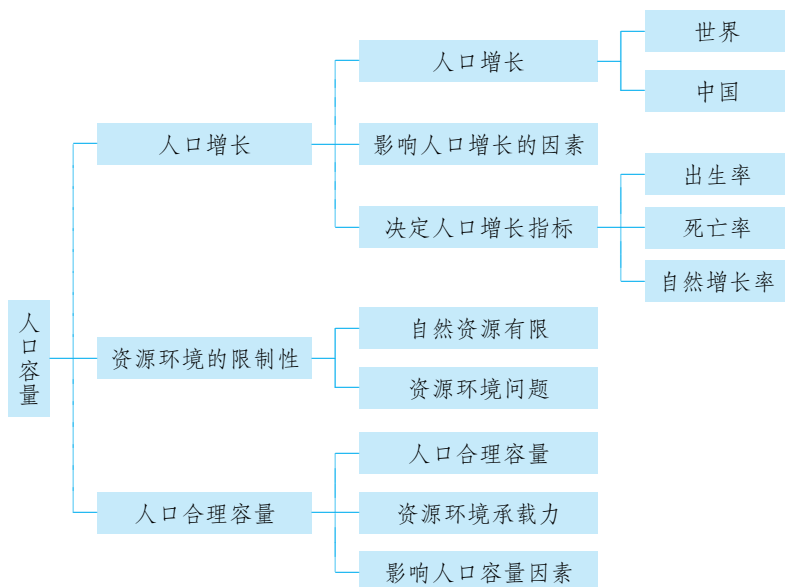 人口容量
人口增长
人口增长
世界
中国
影响人口增长的因素
决定人口增长指标
出生率
死亡率
自然增长率
资源环境的限制性
自然资源有限
资源环境问题
人口合理容量
人口合理容量
资源环境承载力
影响人口容量因素